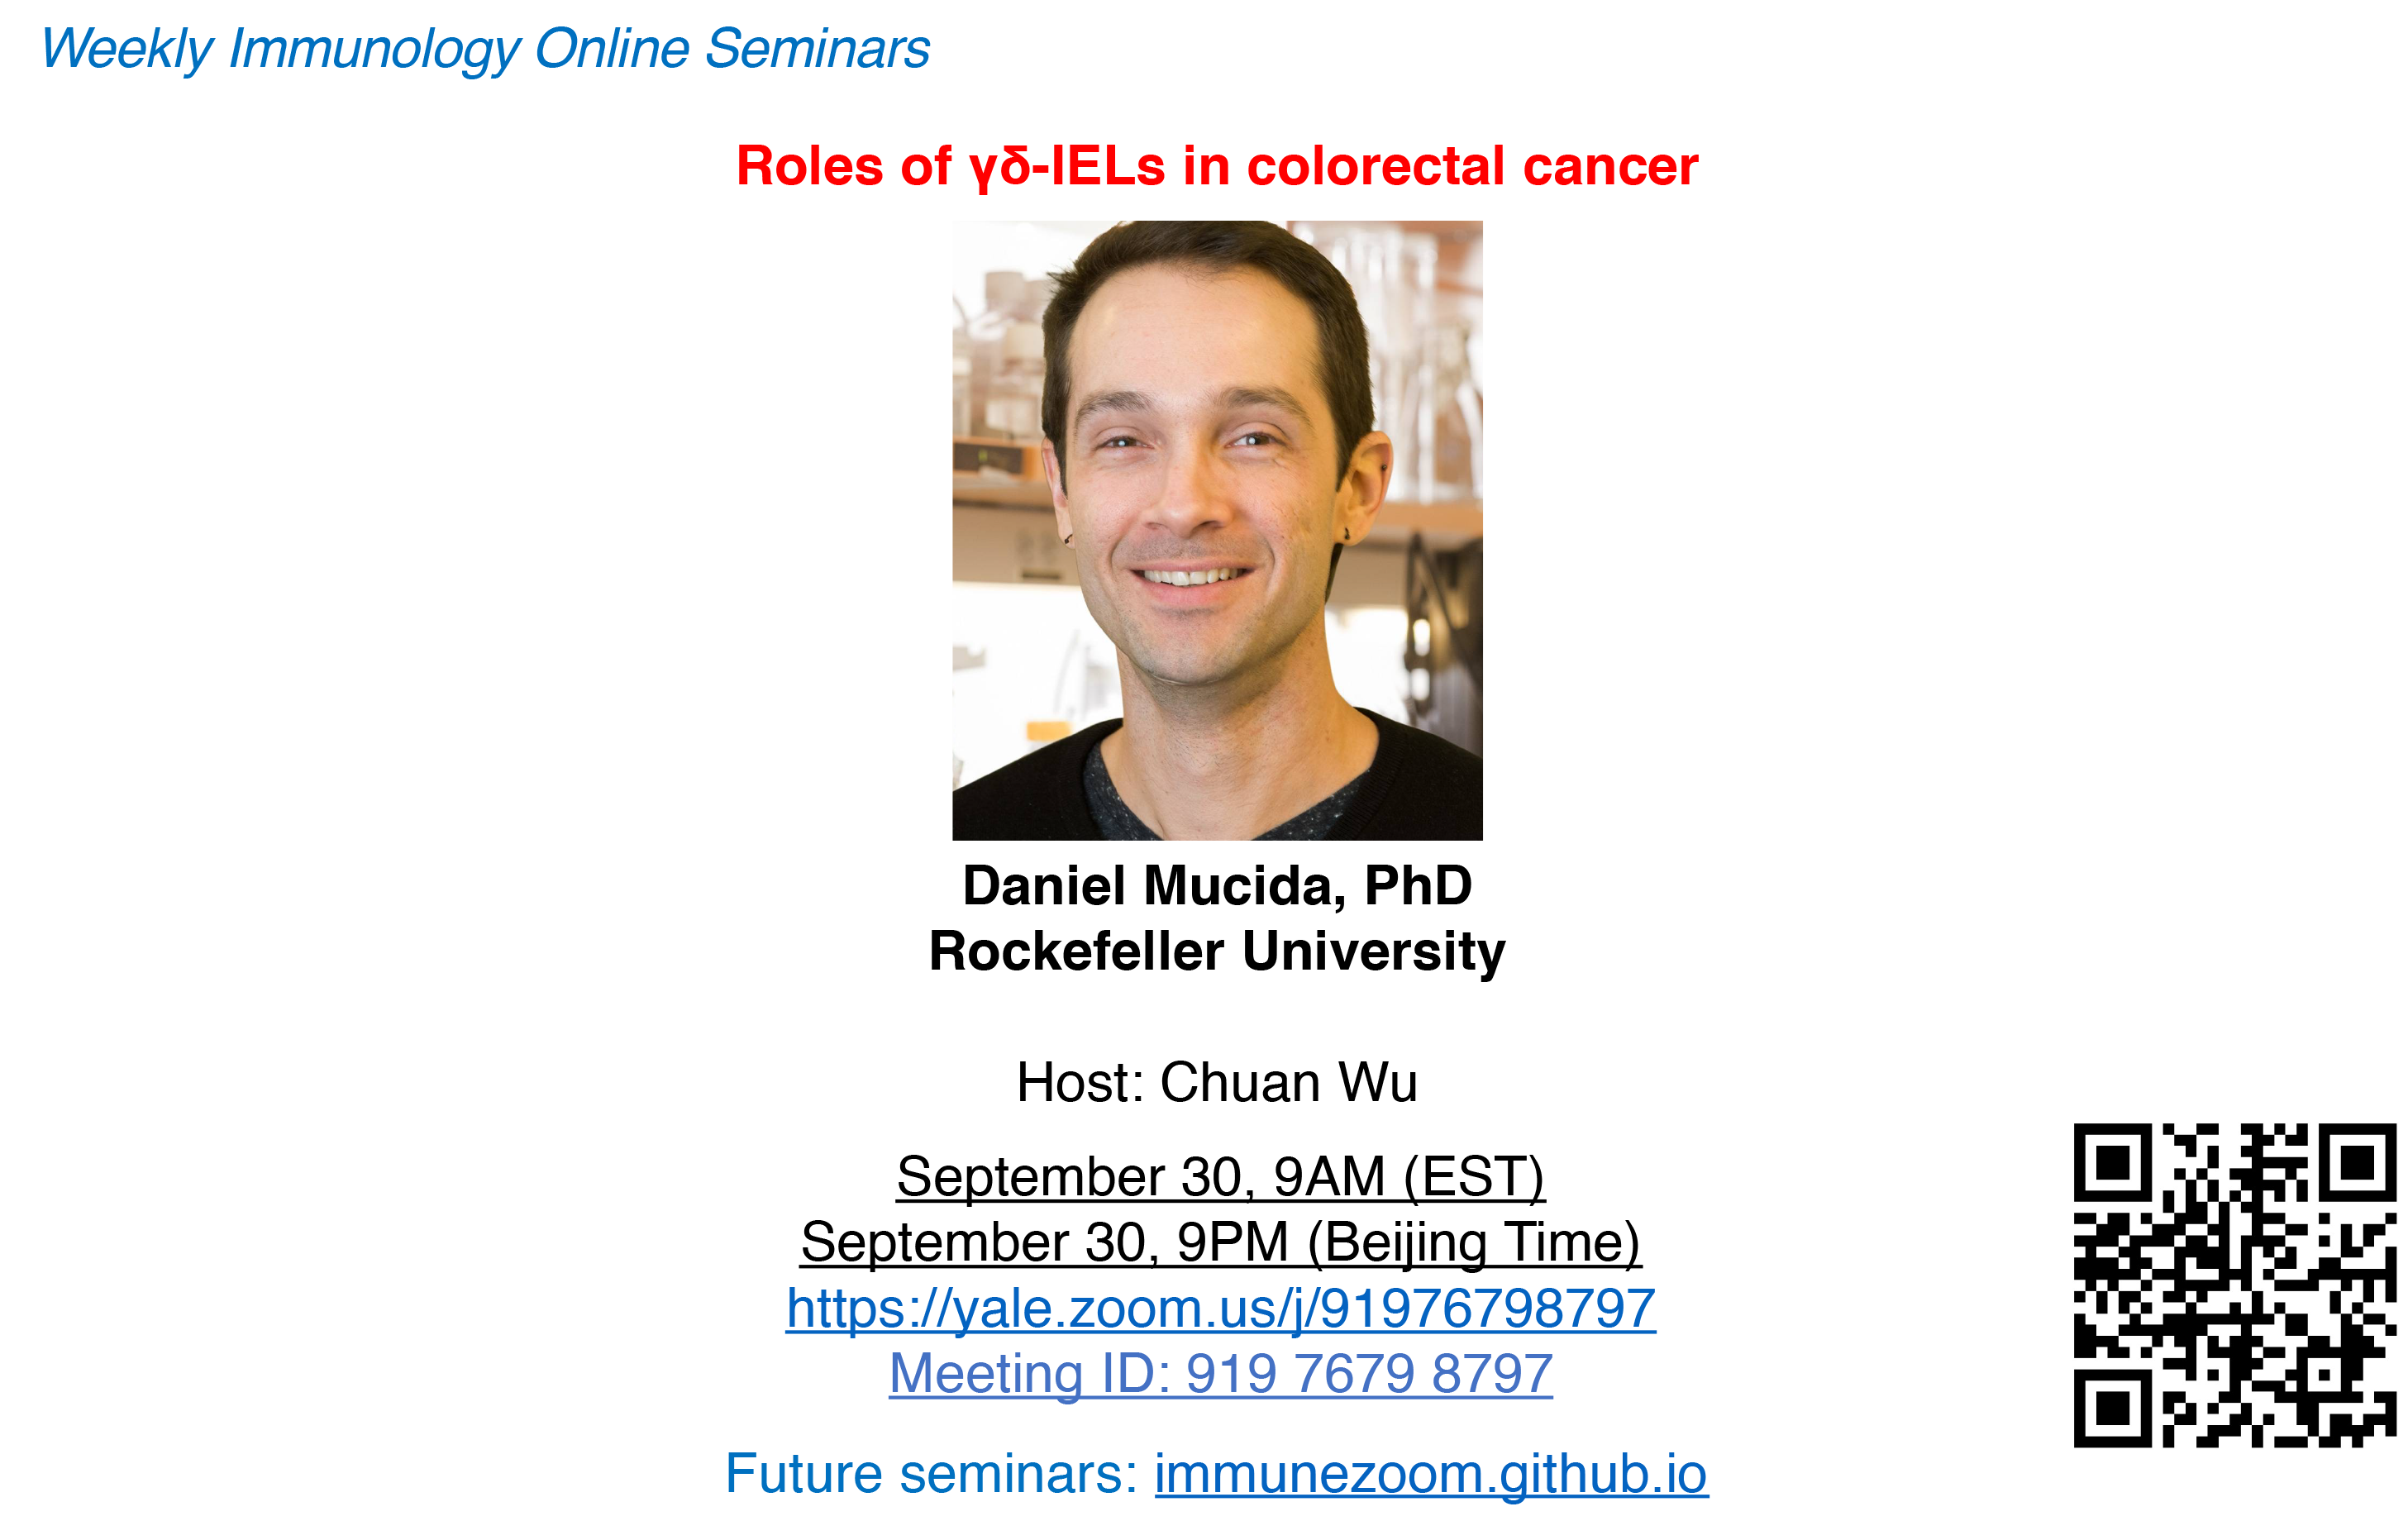 Weekly Immunology Online Seminars
Roles of γδ-IELs in colorectal cancer
Daniel Mucida, PhD
Rockefeller University
Host: Chuan Wu
September 30, 9AM (EST)
September 30, 9PM (Beijing Time)
https://yale.zoom.us/j/91976798797
Meeting ID: 919 7679 8797
Future seminars: immunezoom.github.io